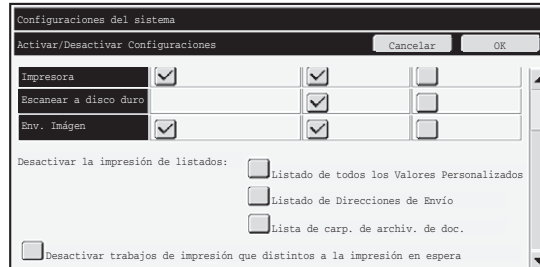 Configuraciones del sistema
Activar/Desactivar Configuraciones
Cancelar
OK
Impresora
Escanear a disco duro
Env. Imágen
Desactivar la impresión de listados:
Listado de todos los Valores Personalizados
Listado de Direcciones de Envío
Lista de carp. de archiv. de doc.
Desactivar trabajos de impresión que distintos a la impresión en espera